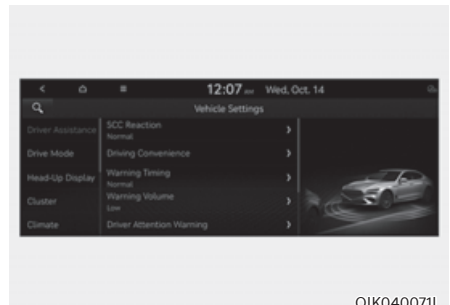 12:07 AM Wed, Oct. 14
Vehicle Settings
Driver Assistance
Drive Mode
Head-Up Display
Cluster
Climate
SCC Reaction
Normal
Driving Convenience
Warning Timing
Normal
Warning Volume
Low
Driver Attention Warning
OIK040071L